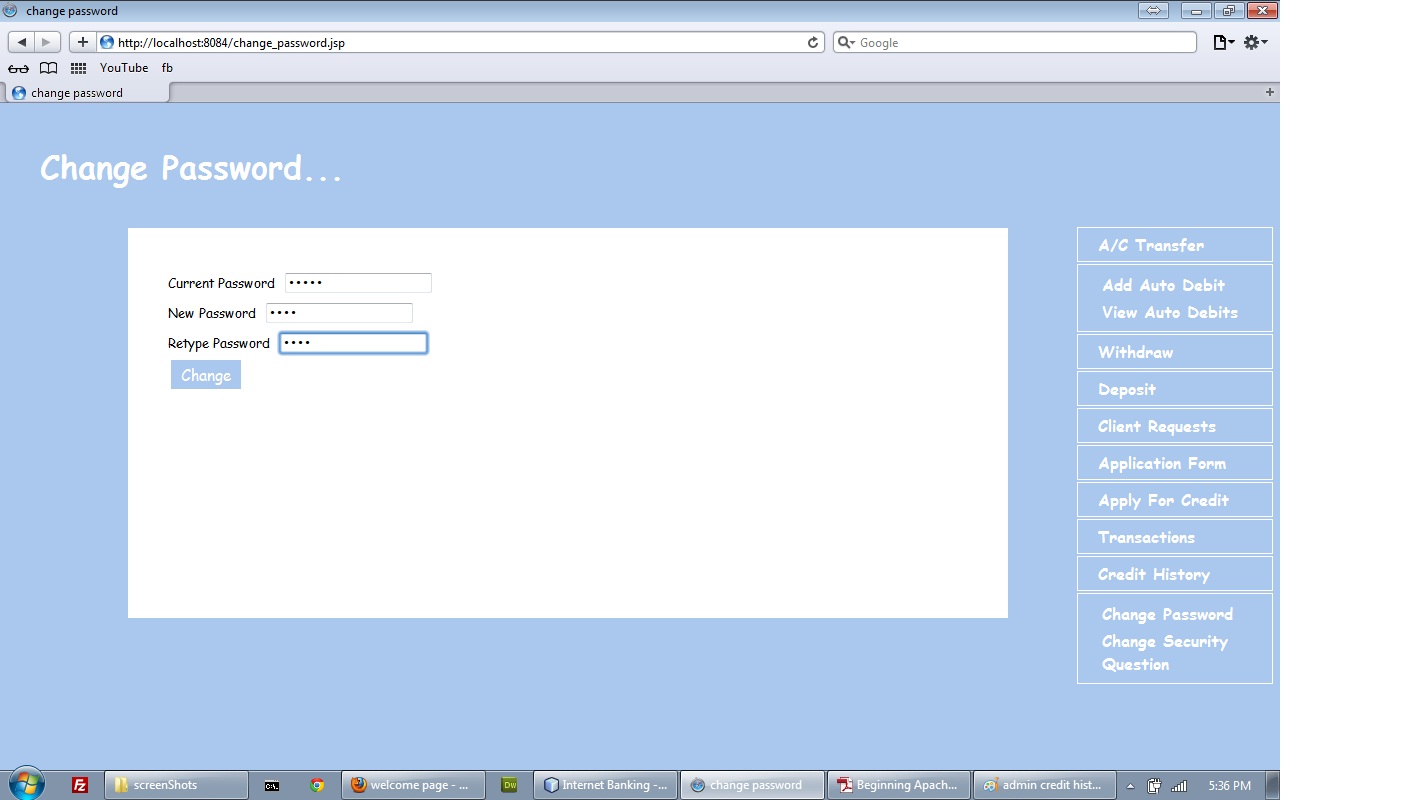 change password
http://localhost:8084/change_password.jsp
Google
YouTube fb
change password
Change Password...
Current Password •••••
New Password ••••
Retype Password ••••
Change
A/C Transfer
Add Auto Debit
View Auto Debits
Withdraw
Deposit
Client Requests
Application Form
Apply For Credit
Transactions
Credit History
Change Password
Change Security
Question
screenShots
C:\.
welcome page - ...
Dw
Internet Banking -...
change password
Beginning Apach...
admin credit hist...
5:36 PM